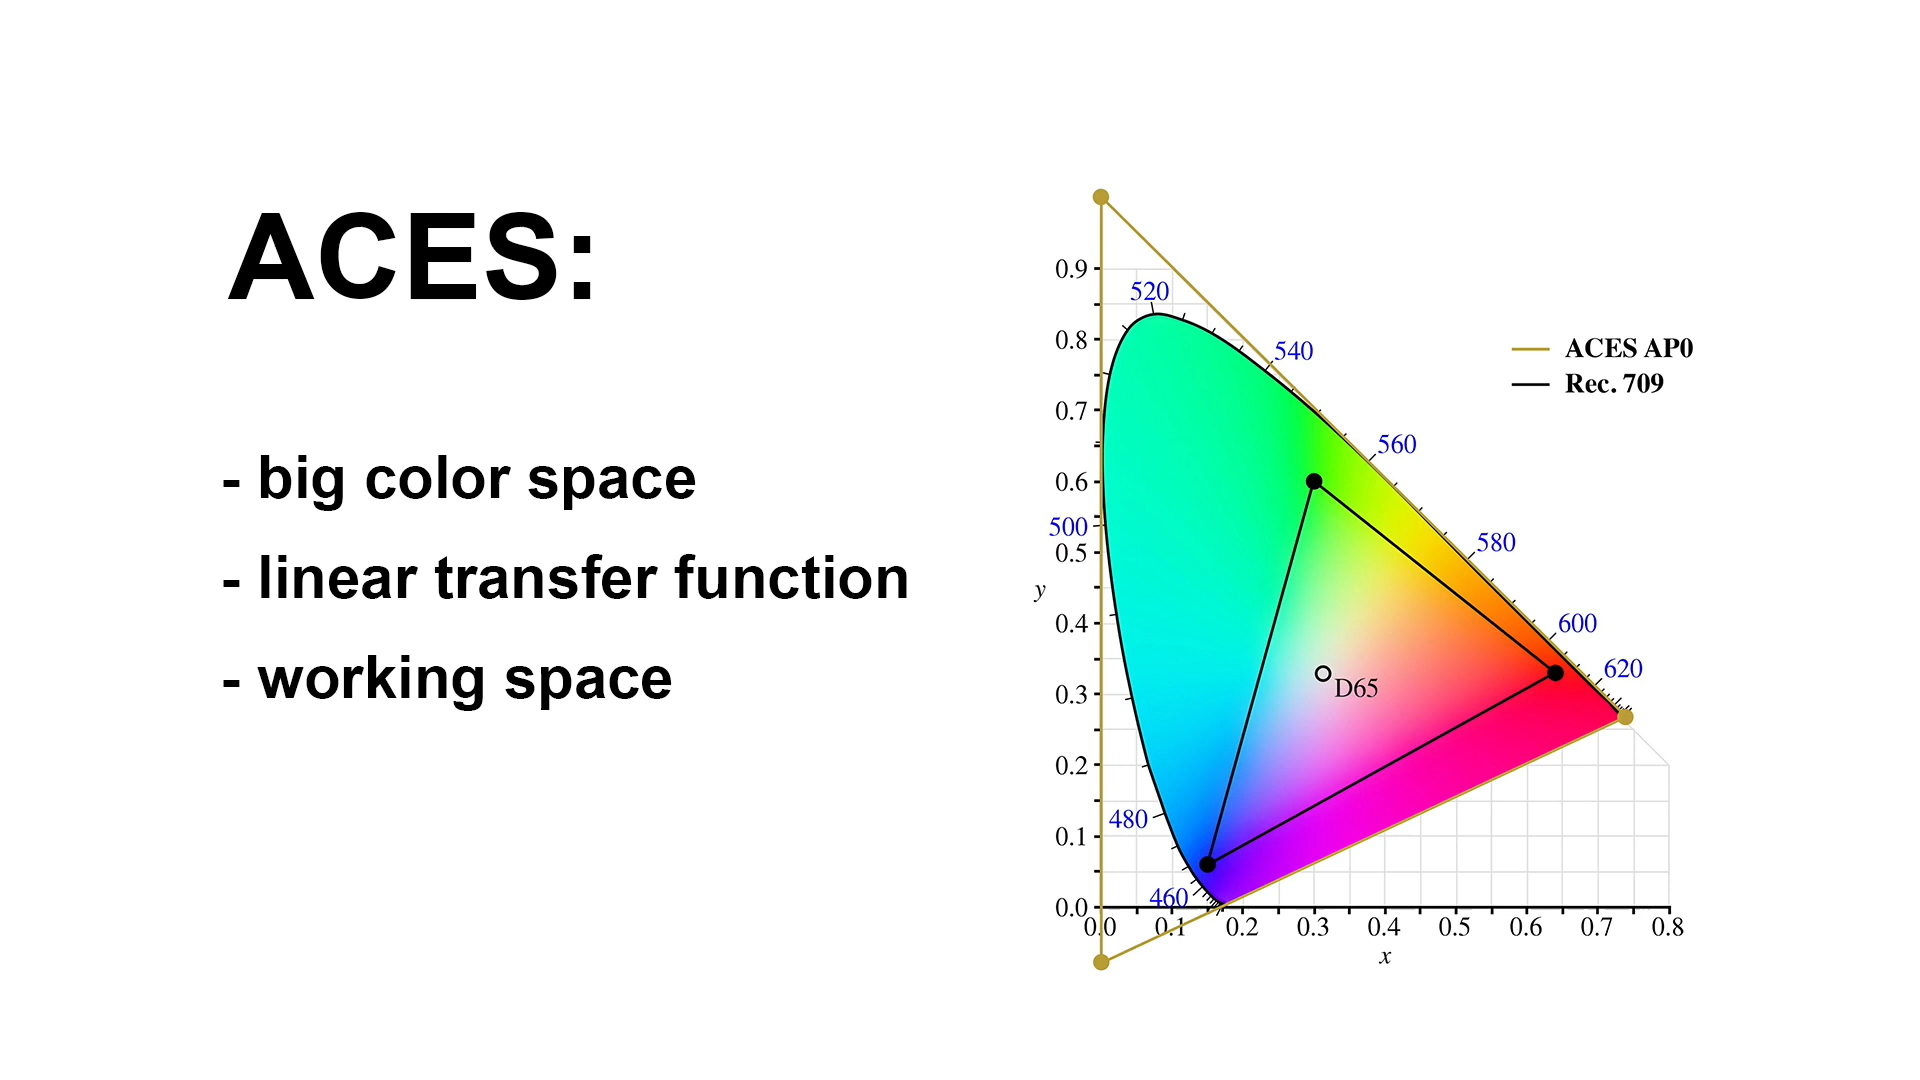 ACES:
- big color space
- linear transfer function
- working space
ACES AP0
Rec. 709
y
0.9
0.8
0.7
0.6
0.5
0.4
0.3
0.2
0.1
0.0
520
540
560
580
600
620
500
480
460
D65
0.0 0.1 0.2 0.3 0.4 0.5 0.6 0.7 0.8
x